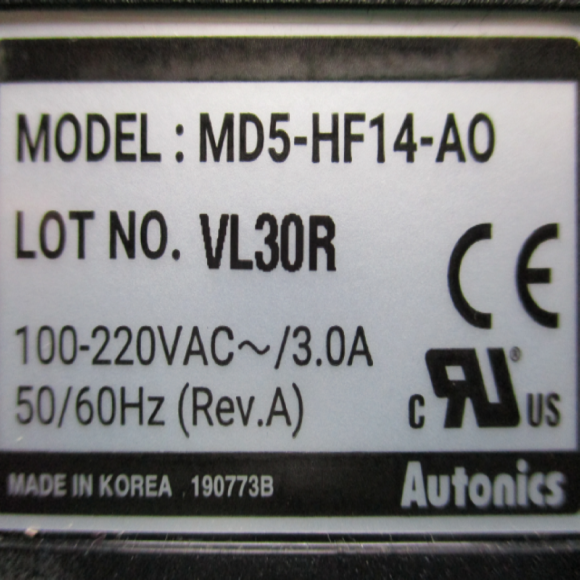 MODEL : MD5-HF14-AO
LOT NO. VL30R
CE
100-220VAC~/3.0A
50/60Hz (Rev.A)
c RU ® US
MADE IN KOREA 190773B
Autonics